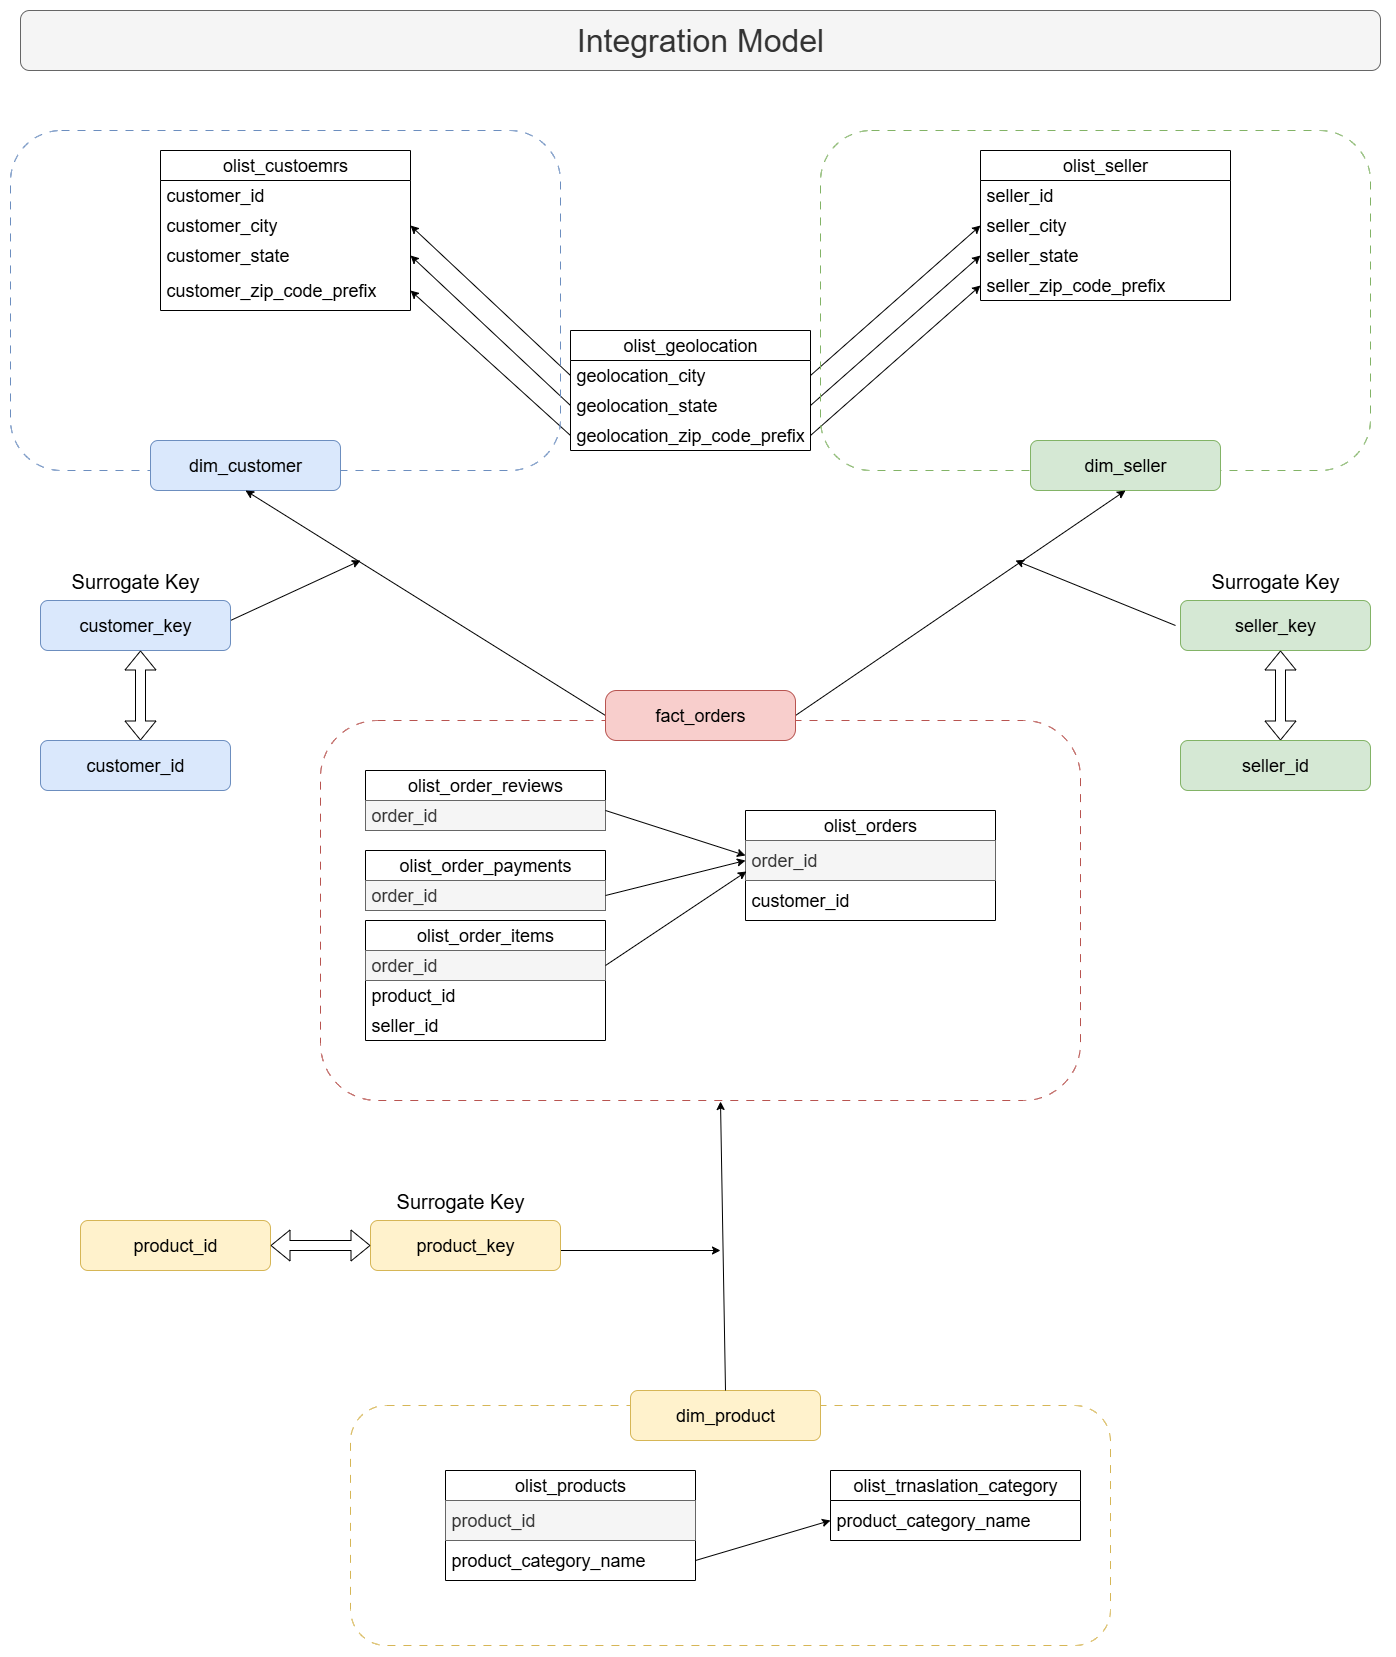 Integration Model
olist_custoemrs
customer_id
customer_city
customer_state
customer_zip_code_prefix
olist_seller
seller_id
seller_city
seller_state
seller_zip_code_prefix
olist_geolocation
geolocation_city
geolocation_state
geolocation_zip_code_prefix
dim_customer
dim_seller
Surrogate Key
customer_key
customer_id
Surrogate Key
seller_key
seller_id
fact_orders
olist_order_reviews
order_id
olist_order_payments
order_id
olist_order_items
order_id
product_id
seller_id
olist_orders
order_id
customer_id
Surrogate Key
product_id
product_key
dim_product
olist_products
product_id
product_category_name
olist_trnaslation_category
product_category_name